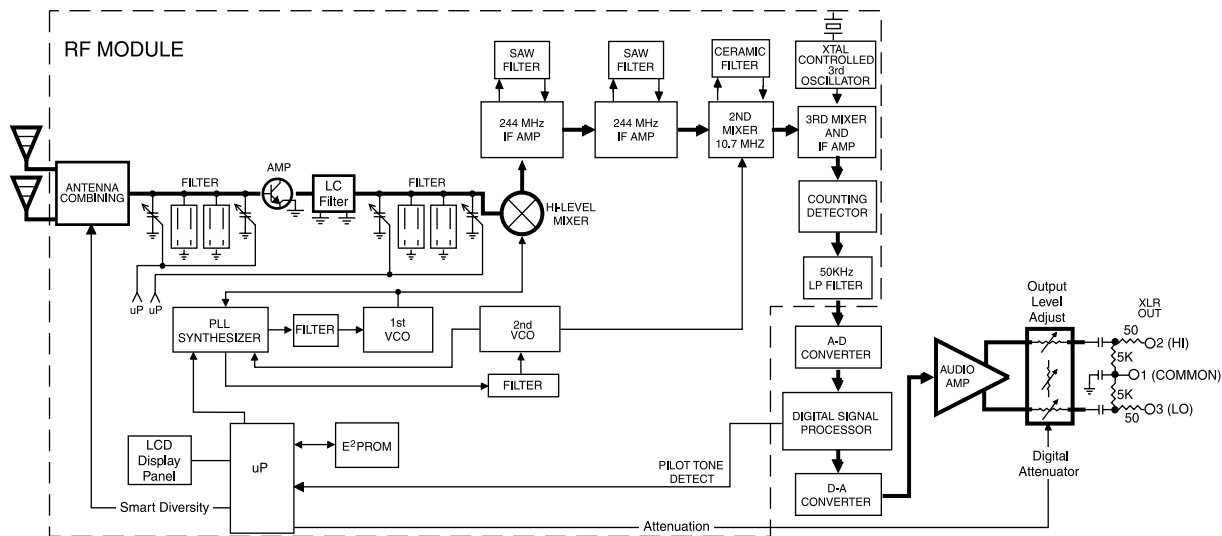 RF MODULE
SAW
FILTER
SAW
FILTER
CERAMIC
FILTER
XTAL
CONTROLLED
3rd
OSCILLATOR
244 MHz
IF AMP
244 MHz
IF AMP
2ND
MIXER
10.7 MHZ
3RD MIXER
AND
IF AMP
ANTENNA
COMBINING
FILTER
AMP
LC
Filter
FILTER
HI-LEVEL
MIXER
COUNTING
DETECTOR
50KHz
LP FILTER
uP
uP
PLL
SYNTHESIZER
FILTER
1st
VCO
2nd
VCO
FILTER
A-D
CONVERTER
AUDIO
AMP
Output
Level
Adjust
XLR
OUT
50
2 (HI)
5K
1 (COMMON)
5K
3 (LO)
50
Digital
Attenuator
DIGITAL SIGNAL
PROCESSOR
D-A
CONVERTER
LCD
Display
Panel
uP
E²PROM
PILOT TONE
DETECT
Smart Diversity
Attenuation